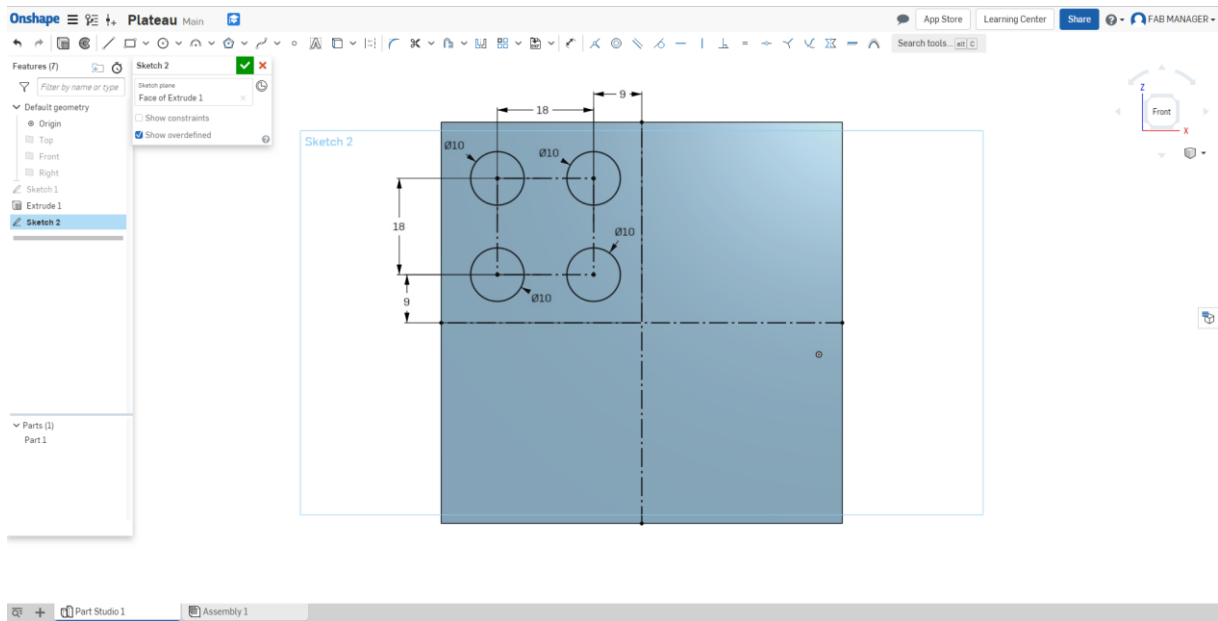 Onshape Plateau Main App Store Learning Center Share FAB MANAGER
Search tools... alt C
Features (7)
Filter by name or type
Default geometry
Origin
Top
Front
Right
Sketch 1
Extrude 1
Sketch 2
Sketch 2
Sketch plane
Face of Extrude 1
Show constraints
Show overdefined
Sketch 2
9
18
Ø10
Ø10
18
Ø10
Ø10
9
Z
Front
X
Parts (1)
Part 1
Part Studio 1
Assembly 1